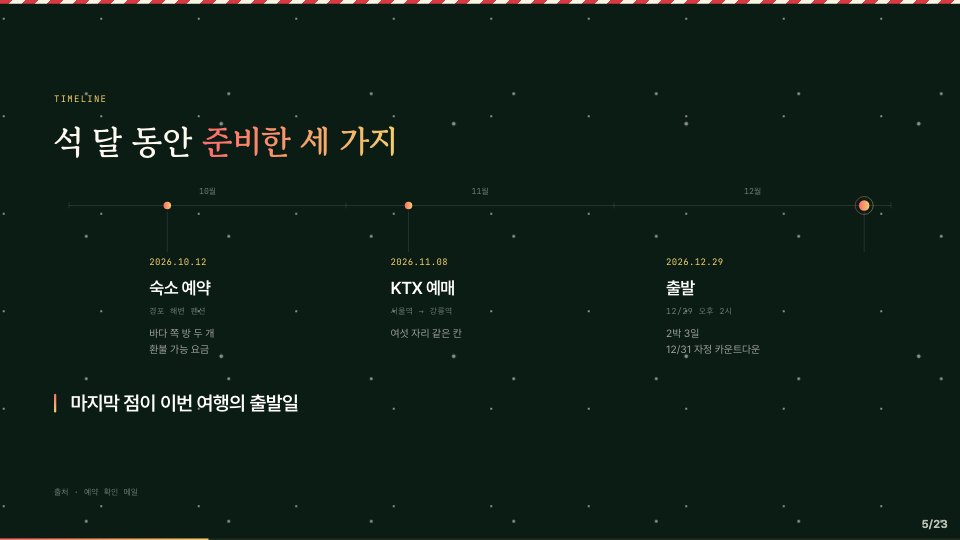 TIMELINE
석 달 동안 준비한 세 가지
10월 11월 12월
2026.10.12
숙소 예약
경포 해변 펜션
바다 쪽 방 두 개
환불 가능 요금
2026.11.08
KTX 예매
서울역 → 강릉역
여섯 자리 같은 칸
2026.12.29
출발
12/29 오후 2시
2박 3일
12/31 자정 카운트다운
마지막 점이 이번 여행의 출발일
출처 · 예약 확인 메일
5/23